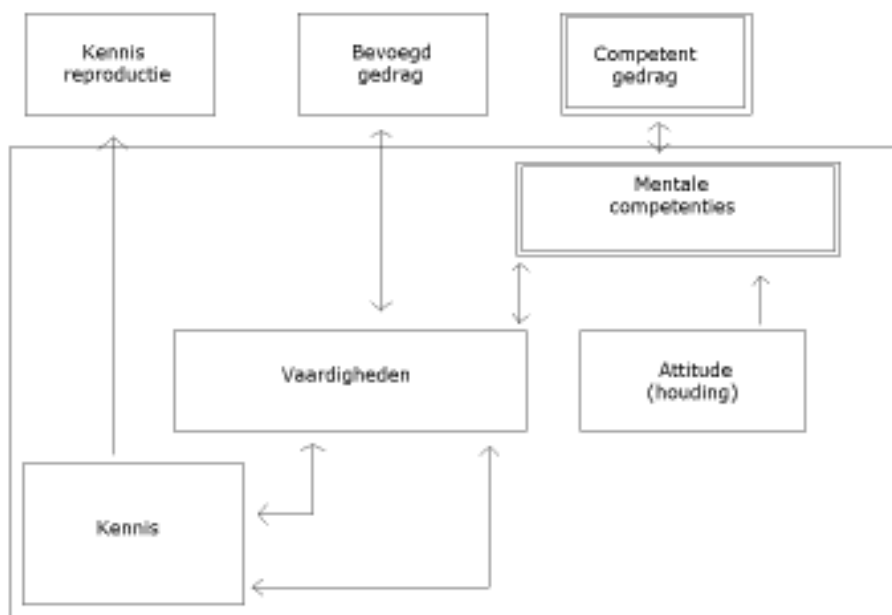 Kennis
reproductie
Bevoegd
gedrag
Competent
gedrag
Mentale
competenties
Vaardigheden
Attitude
(houding)
Kennis